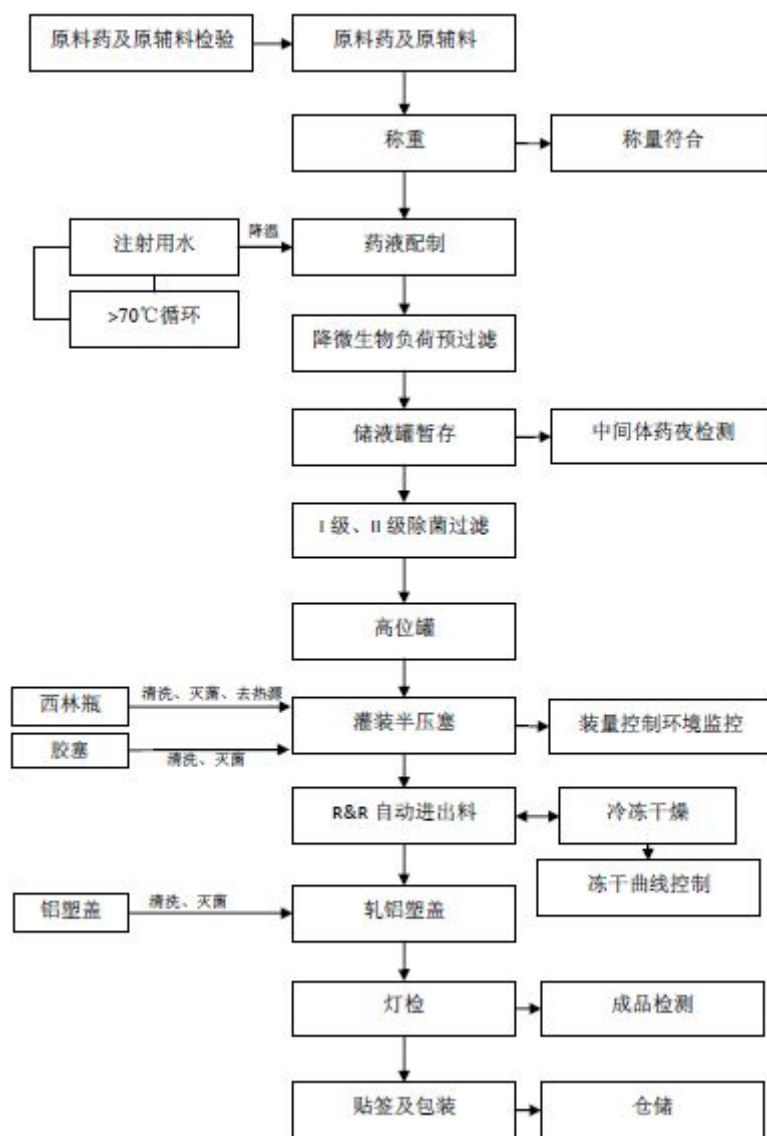 原料药及原辅料检验
原料药及原辅料
称重
称量符合
注射用水
降温
药液配制
>70℃循环
降微生物负荷预过滤
储液罐暂存
中间体药夜检测
I 级、II 级除菌过滤
高位罐
西林瓶
清洗、灭菌、去热源
灌装半压塞
装量控制环境监控
胶塞
清洗、灭菌
R&R 自动进出料
冷冻干燥
冻干曲线控制
铝塑盖
清洗、灭菌
轧铝塑盖
灯检
成品检测
贴签及包装
仓储